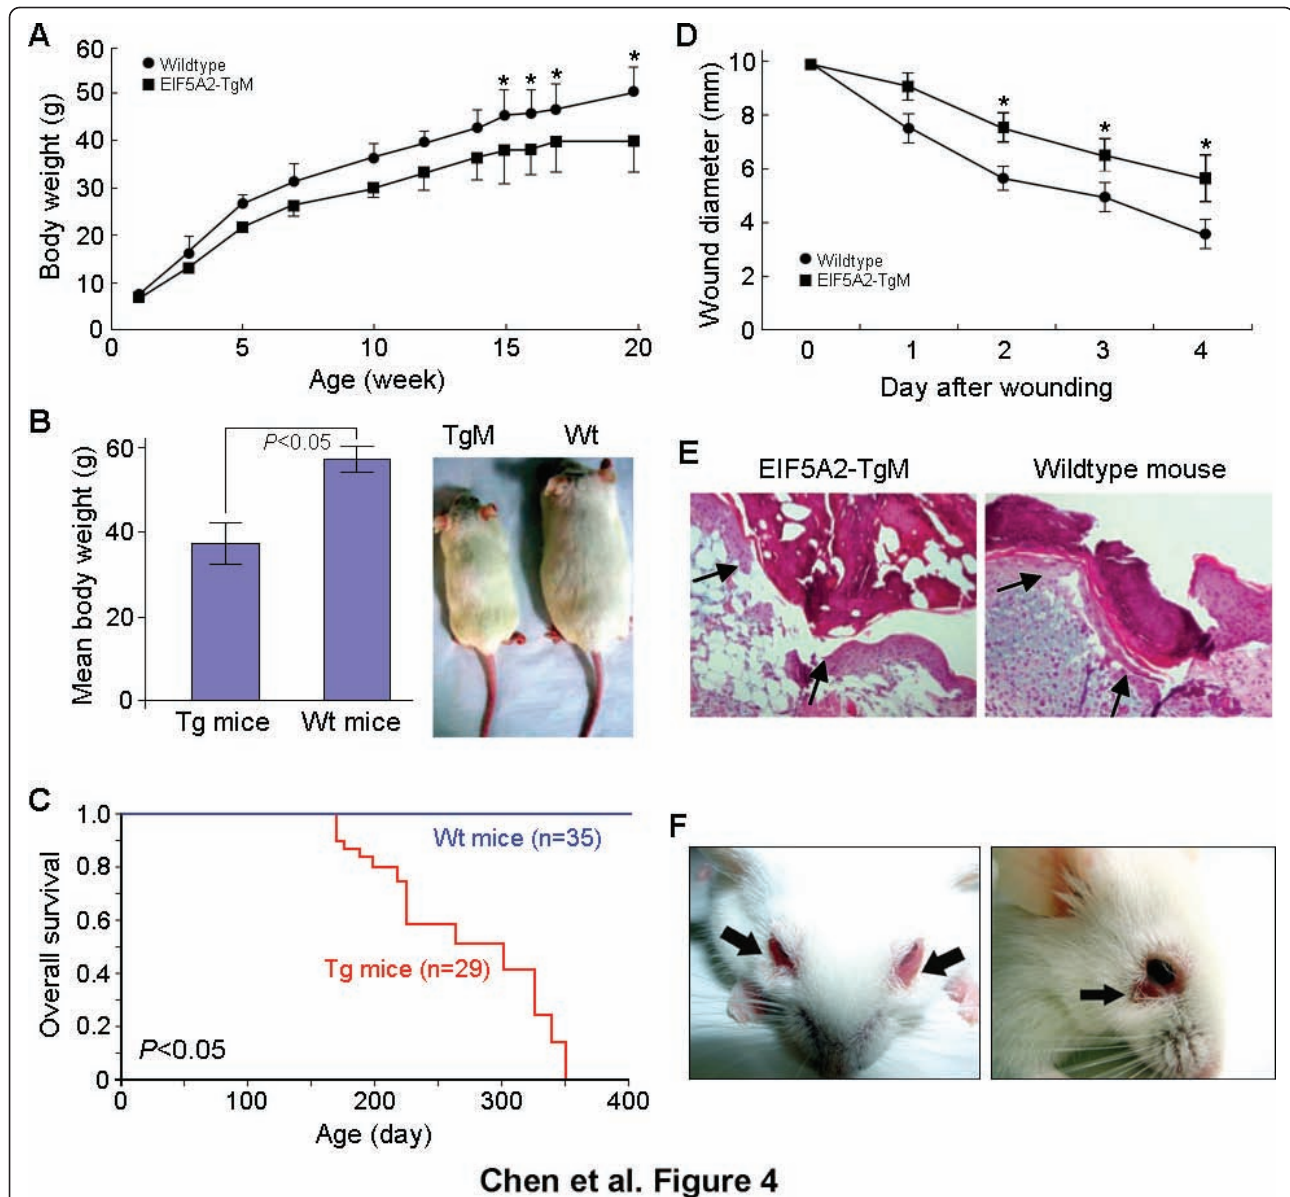 A
Body weight (g)
60
50
40
30
20
10
0
Wildtype
EIF5A2-TgM
* * * *
0 5 10 15 20
Age (week)
D
Wound diameter (mm)
10
8
6
4
2
0
* * *
Wildtype
EIF5A2-TgM
0 1 2 3 4
Day after wounding
B
Mean body weight (g)
60
40
20
0
P<0.05
Tg mice Wt mice
TgM Wt
E
EIF5A2-TgM Wildtype mouse
C
Overall survival
1.0
0.8
0.6
0.4
0.2
0
Wt mice (n=35)
Tg mice (n=29)
P<0.05
0 100 200 300 400
Age (day)
F
Chen et al. Figure 4